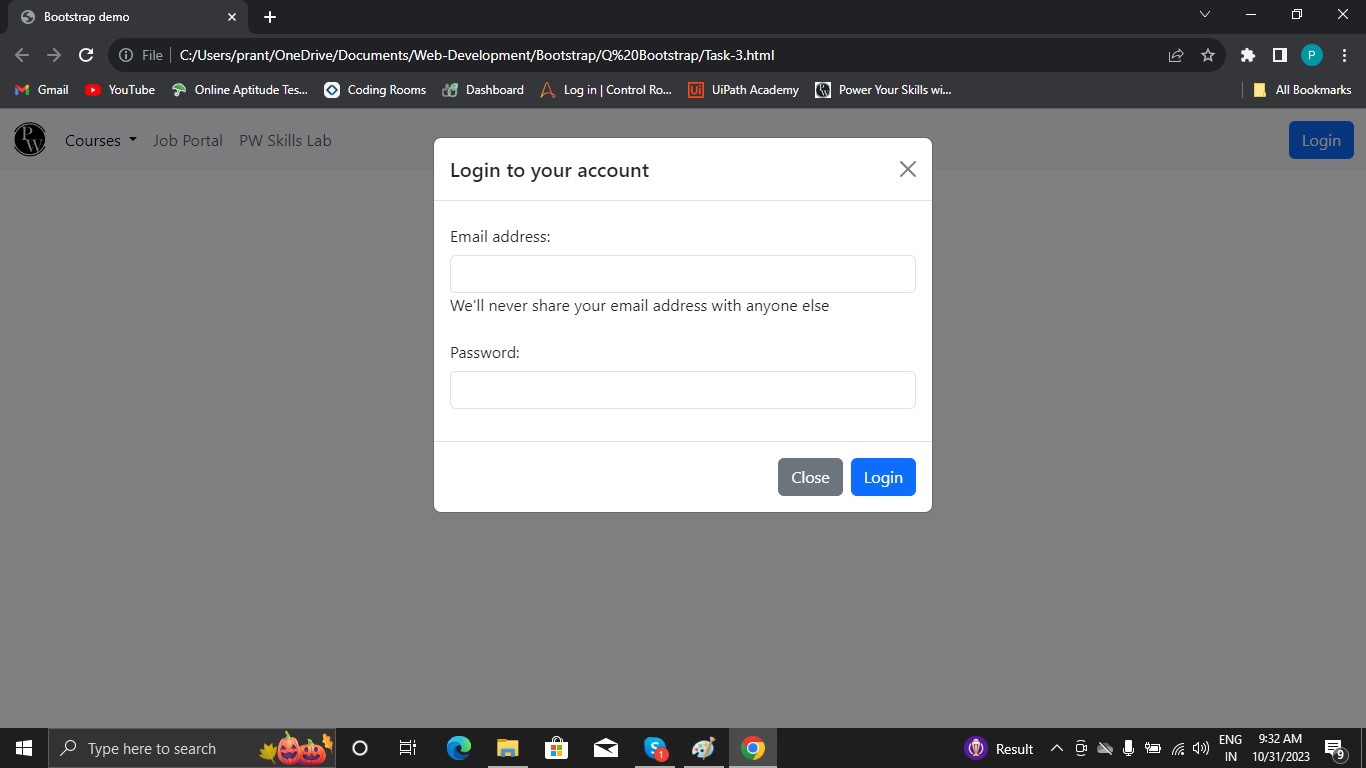 Bootstrap demo
File C:/Users/prant/OneDrive/Documents/Web-Development/Bootstrap/Q%20Bootstrap/Task-3.html P
Gmail YouTube Online Aptitude Tes... Coding Rooms Dashboard Log in | Control Ro... Ui UiPath Academy Power Your Skills wi... All Bookmarks
PW Courses Job Portal PW Skills Lab Login
Login to your account
Email address:
We'll never share your email address with anyone else
Password:
Close Login
Type here to search 1 Result ENG IN 9:32 AM 10/31/2023 9